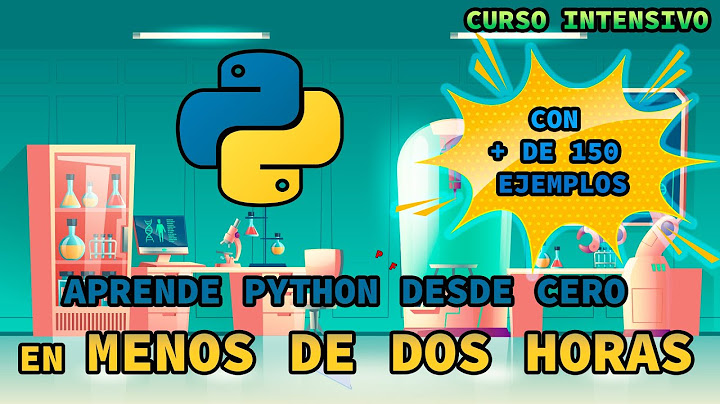 CURSO INTENSIVO
CON
+ DE 150
EJEMPLOS
APRENDE PYTHON DESDE CERO
EN MENOS DE DOS HORAS